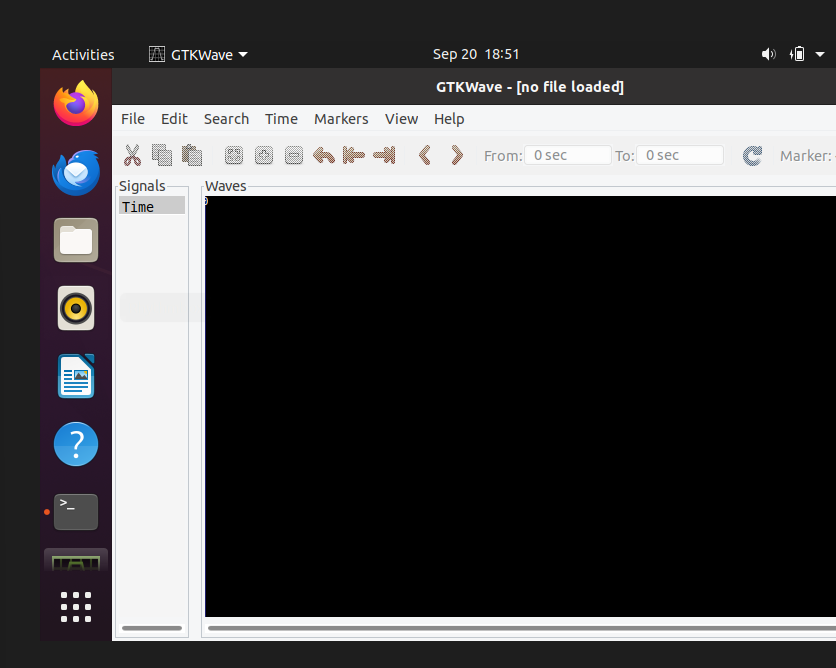 Activities GTKWave Sep 20 18:51
GTKWave - [no file loaded]
File Edit Search Time Markers View Help
From: 0 sec To: 0 sec Marker:
Signals Waves
Time
0
?
>_